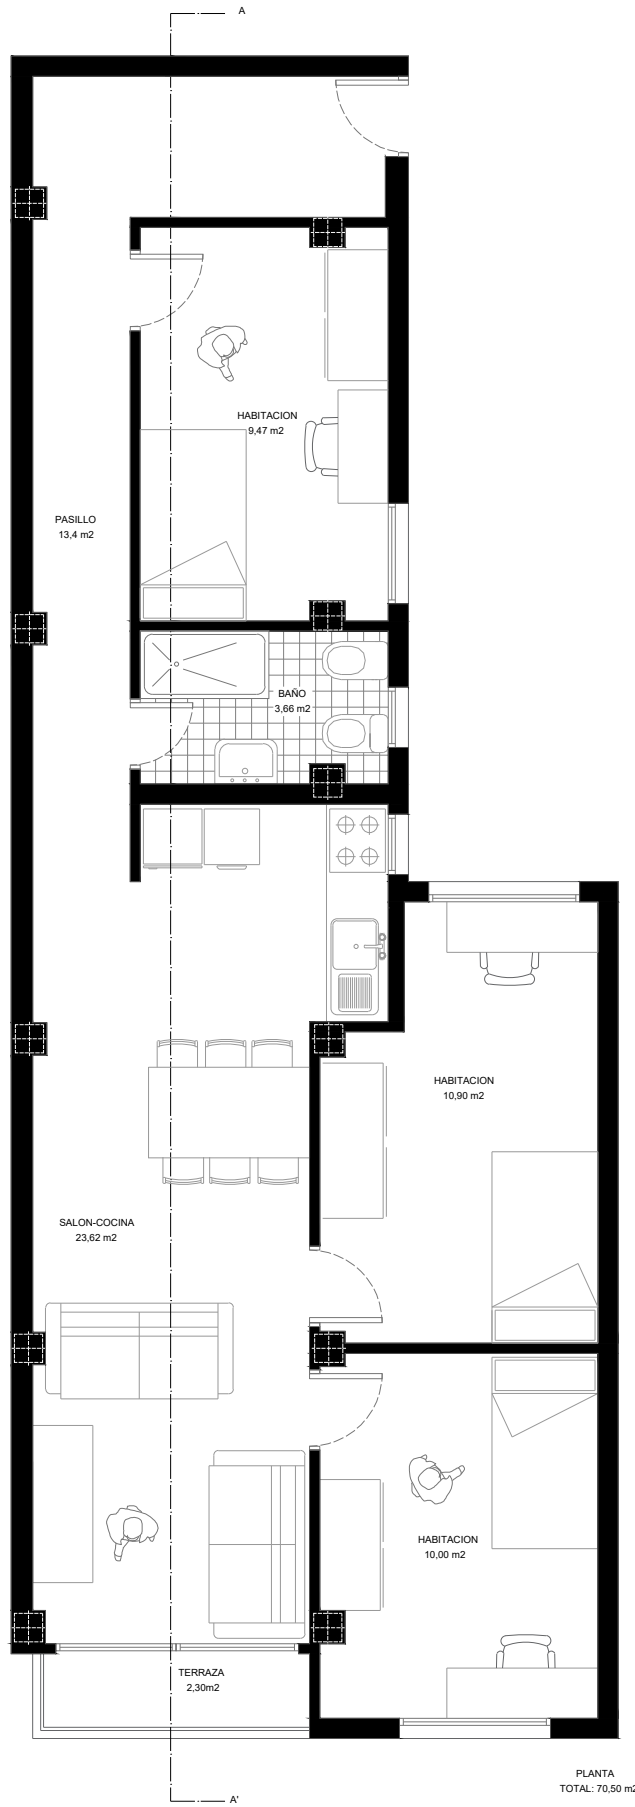 A
HABITACION
9,47 m2
PASILLO
13,4 m2
BAÑO
3,66 m2
HABITACION
10,90 m2
SALON-COCINA
23,62 m2
HABITACION
10,00 m2
TERRAZA
2,30m2
PLANTA
TOTAL: 70,50 m2
A'